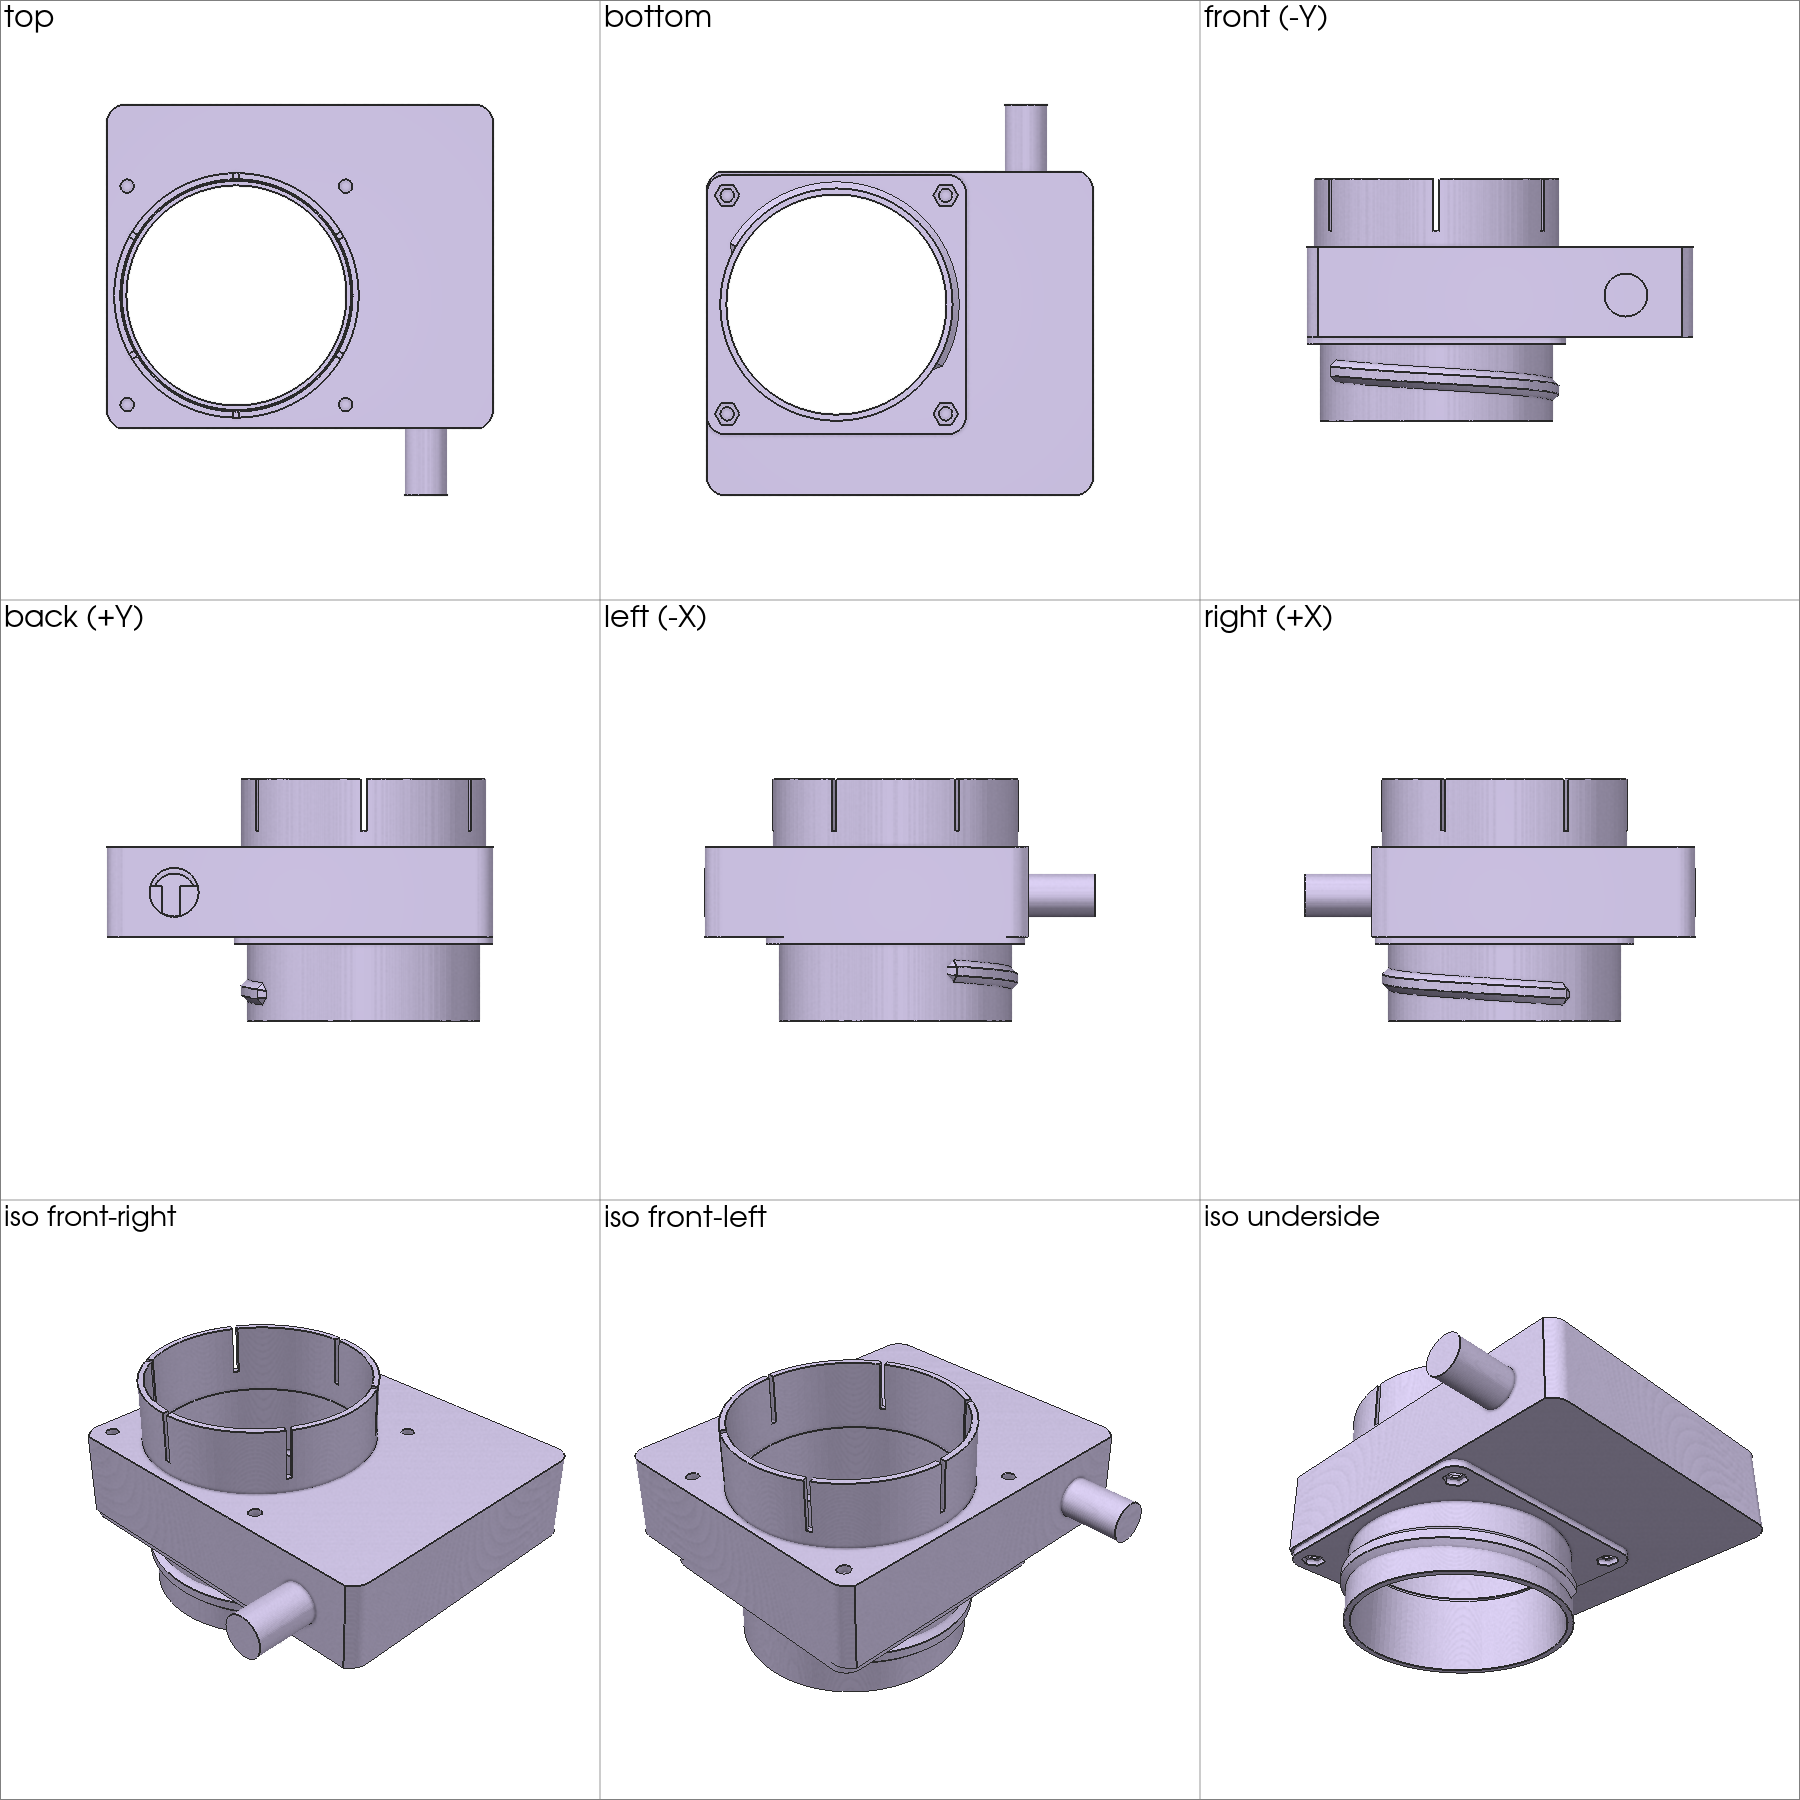 top
bottom
front (-Y)
back (+Y)
left (-X)
right (+X)
iso front-right
iso front-left
iso underside